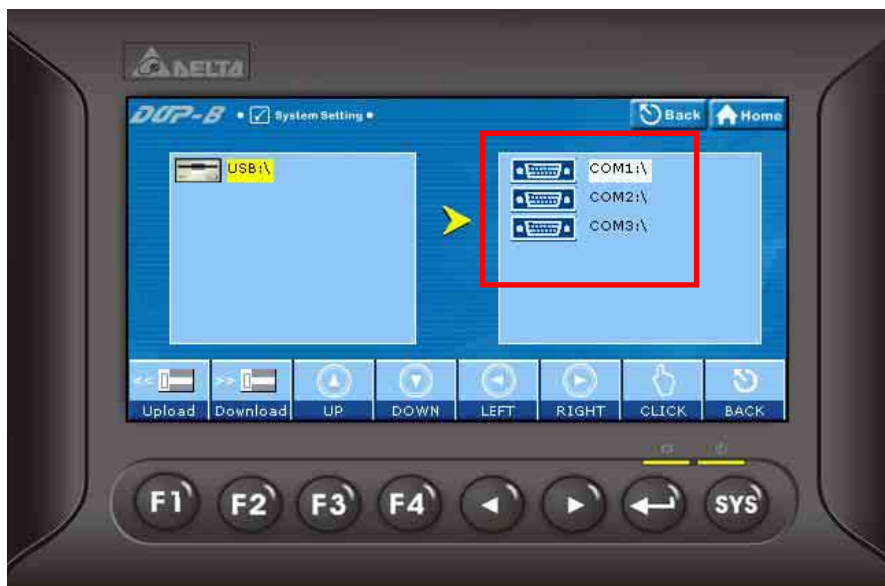 DELTA
DOP-B • System Setting •
Back
Home
USB:\
COM1:\
COM2:\
COM3:\
<< >>
Upload Download UP DOWN LEFT RIGHT CLICK BACK
F1 F2 F3 F4 SYS